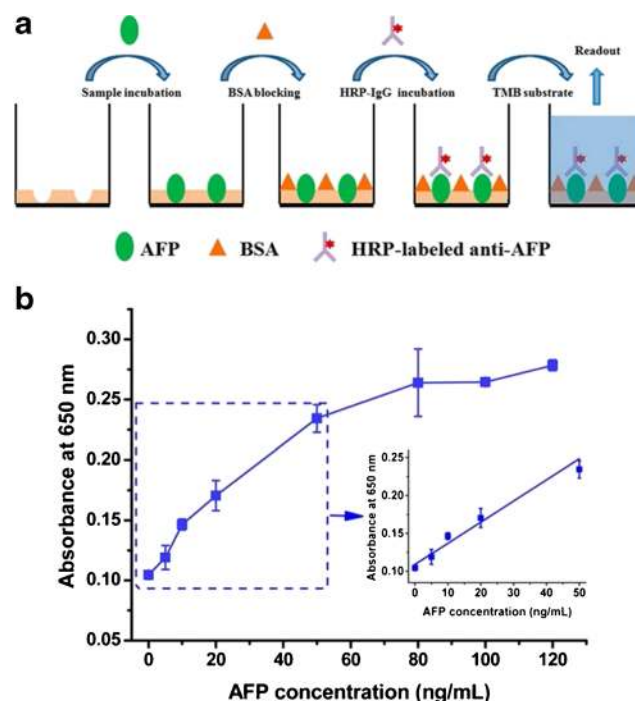 a
Readout
Sample incubation BSA blocking HRP-IgG incubation TMB substrate
AFP BSA HRP-labeled anti-AFP
b
0.30
0.25
0.20
0.15
0.10
0.05
Absorbance at 650 nm
0 20 40 60 80 100 120
AFP concentration (ng/mL)
0.25
0.20
0.15
0.10
Absorbance at 650 nm
0 10 20 30 40 50
AFP concentration (ng/mL)